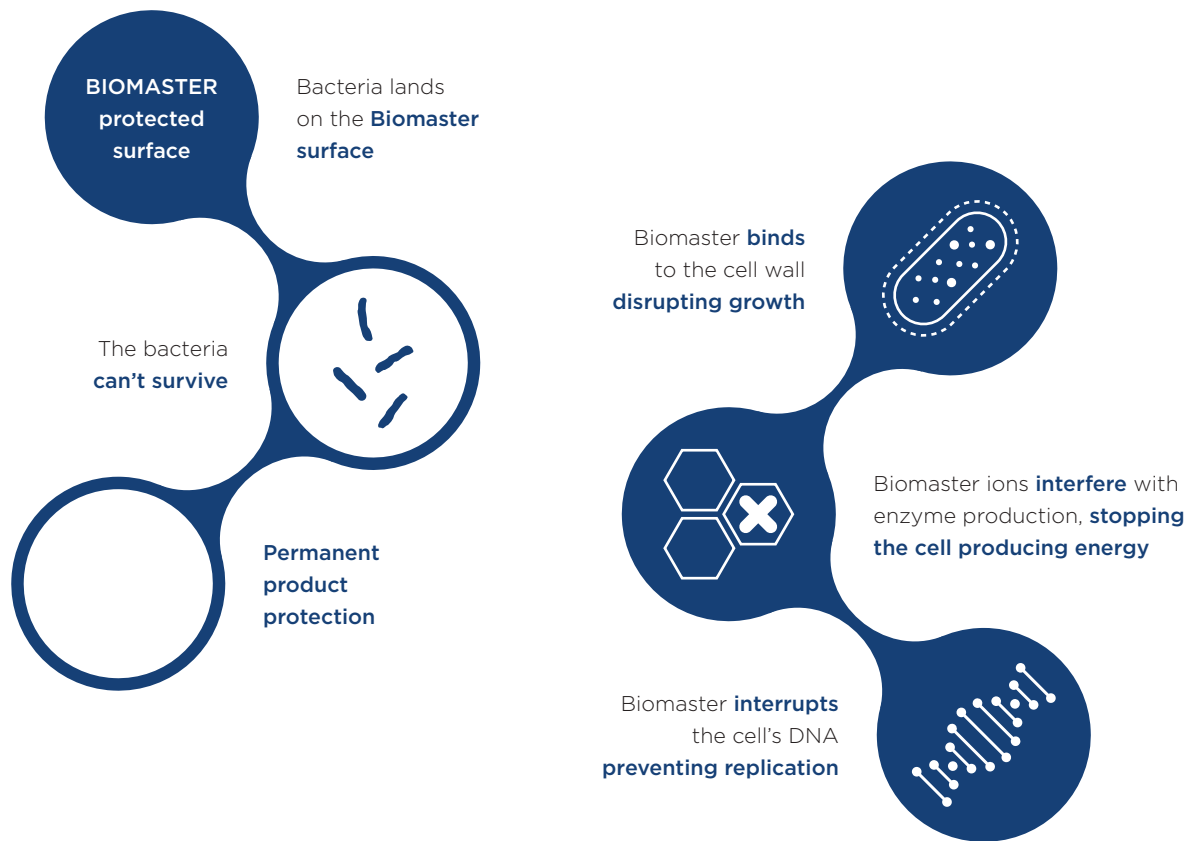 BIOMASTER
protected
surface
Bacteria lands
on the Biomaster
surface
The bacteria
can't survive
Permanent
product
protection
Biomaster binds
to the cell wall
disrupting growth
Biomaster ions interfere with
enzyme production, stopping
the cell producing energy
Biomaster interrupts
the cell's DNA
preventing replication